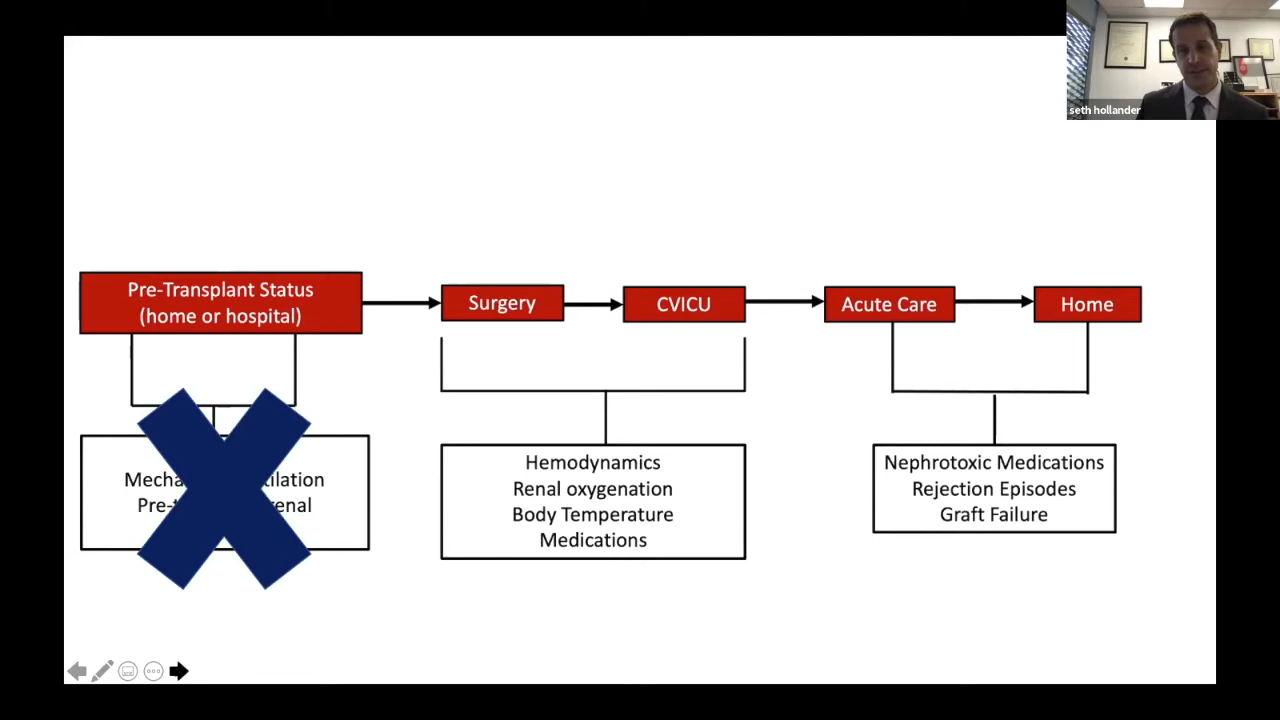 seth hollander
Pre-Transplant Status
(home or hospital)
Surgery
CVICU
Acute Care
Home
Hemodynamics
Renal oxygenation
Body Temperature
Medications
Nephrotoxic Medications
Rejection Episodes
Graft Failure